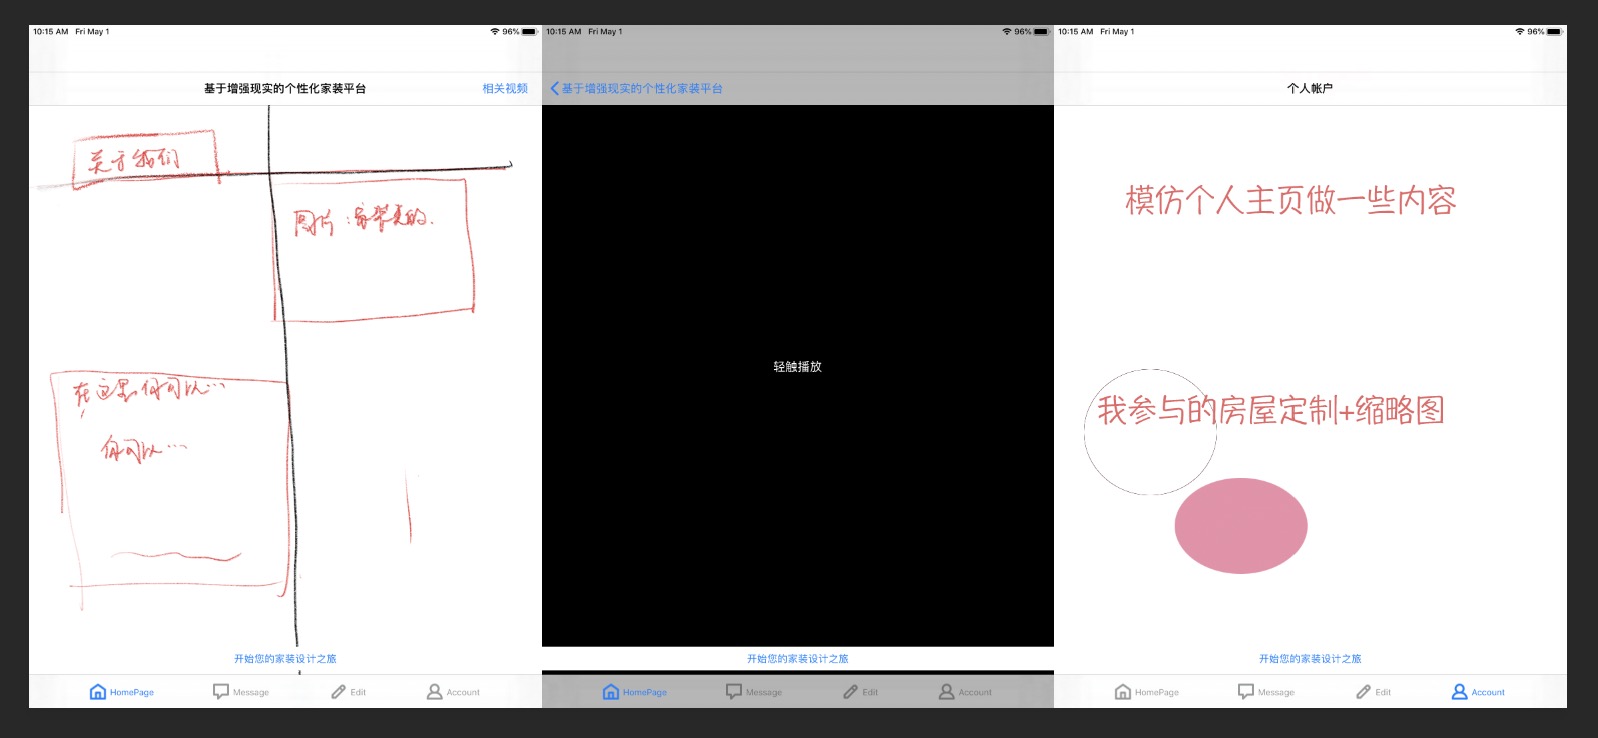 10:15 AM Fri May 1
96%
基于增强现实的个性化家装平台
相关视频
关于我们
图片：家装类的.
在这里,你可以…
你可以…
开始您的家装设计之旅
HomePage
Message
Edit
Account
10:15 AM Fri May 1
96%
基于增强现实的个性化家装平台
轻触播放
开始您的家装设计之旅
HomePage
Message
Edit
Account
10:15 AM Fri May 1
96%
个人帐户
模仿个人主页做一些内容
我参与的房屋定制+缩略图
开始您的家装设计之旅
HomePage
Message
Edit
Account